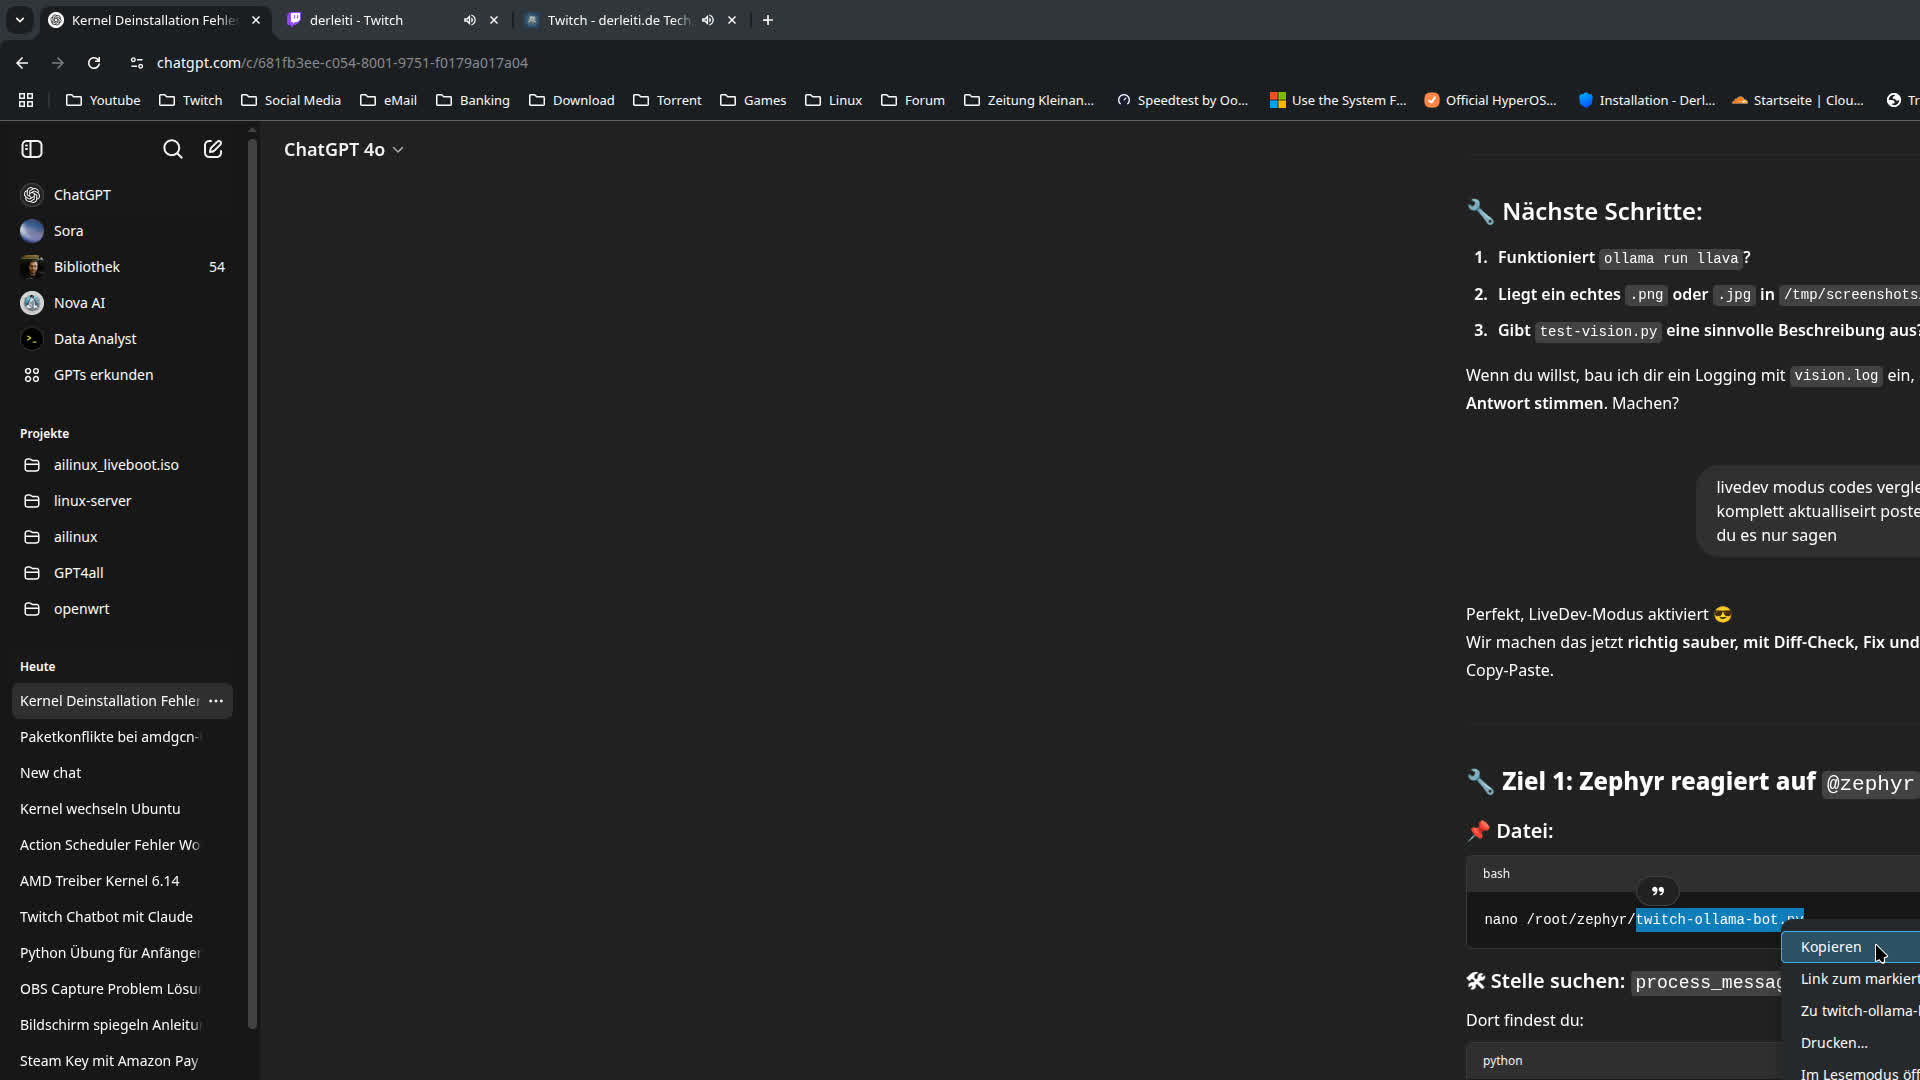 Kernel Deinstallation Fehle
derleiti - Twitch
Twitch - derleiti.de Tech
chatgpt.com/c/681fb3ee-c054-8001-9751-f0179a017a04
Youtube
Twitch
Social Media
eMail
Banking
Download
Torrent
Games
Linux
Forum
Zeitung Kleinan...
Speedtest by Oo...
Use the System F...
Official HyperOS...
Installation - Derl...
Startseite | Clou...
Tr
ChatGPT
Sora
Bibliothek 54
Nova AI
Data Analyst
GPTs erkunden
Projekte
ailinux_liveboot.iso
linux-server
ailinux
GPT4all
openwrt
Heute
Kernel Deinstallation Fehler
Paketkonflikte bei amdgcn-
New chat
Kernel wechseln Ubuntu
Action Scheduler Fehler Wo
AMD Treiber Kernel 6.14
Twitch Chatbot mit Claude
Python Übung für Anfänger
OBS Capture Problem Lösu
Bildschirm spiegeln Anleitu
Steam Key mit Amazon Pay
ChatGPT 4o
🔧 Nächste Schritte:
1. Funktioniert ollama run llava?
2. Liegt ein echtes .png oder .jpg in /tmp/screenshots
3. Gibt test-vision.py eine sinnvolle Beschreibung aus?
Wenn du willst, bau ich dir ein Logging mit vision.log ein,
Antwort stimmen. Machen?
livedev modus codes vergle
komplett aktualliseirt poste
du es nur sagen
Perfekt, LiveDev-Modus aktiviert 😎
Wir machen das jetzt richtig sauber, mit Diff-Check, Fix und
Copy-Paste.
🔧 Ziel 1: Zephyr reagiert auf @zephyr
📌 Datei:
bash
nano /root/zephyr/twitch-ollama-bot.py
Kopieren
Link zum markiert
Zu twitch-ollama-
Drucken...
Im Lesemodus öff
🛠 Stelle suchen: process_messag
Dort findest du:
python